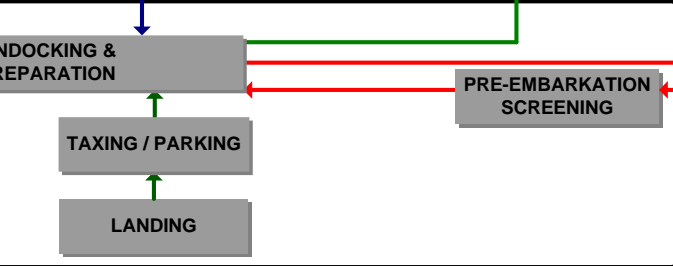 NDOCKING &
REPARATION
PRE-EMBARKATION
SCREENING
TAXING / PARKING
LANDING